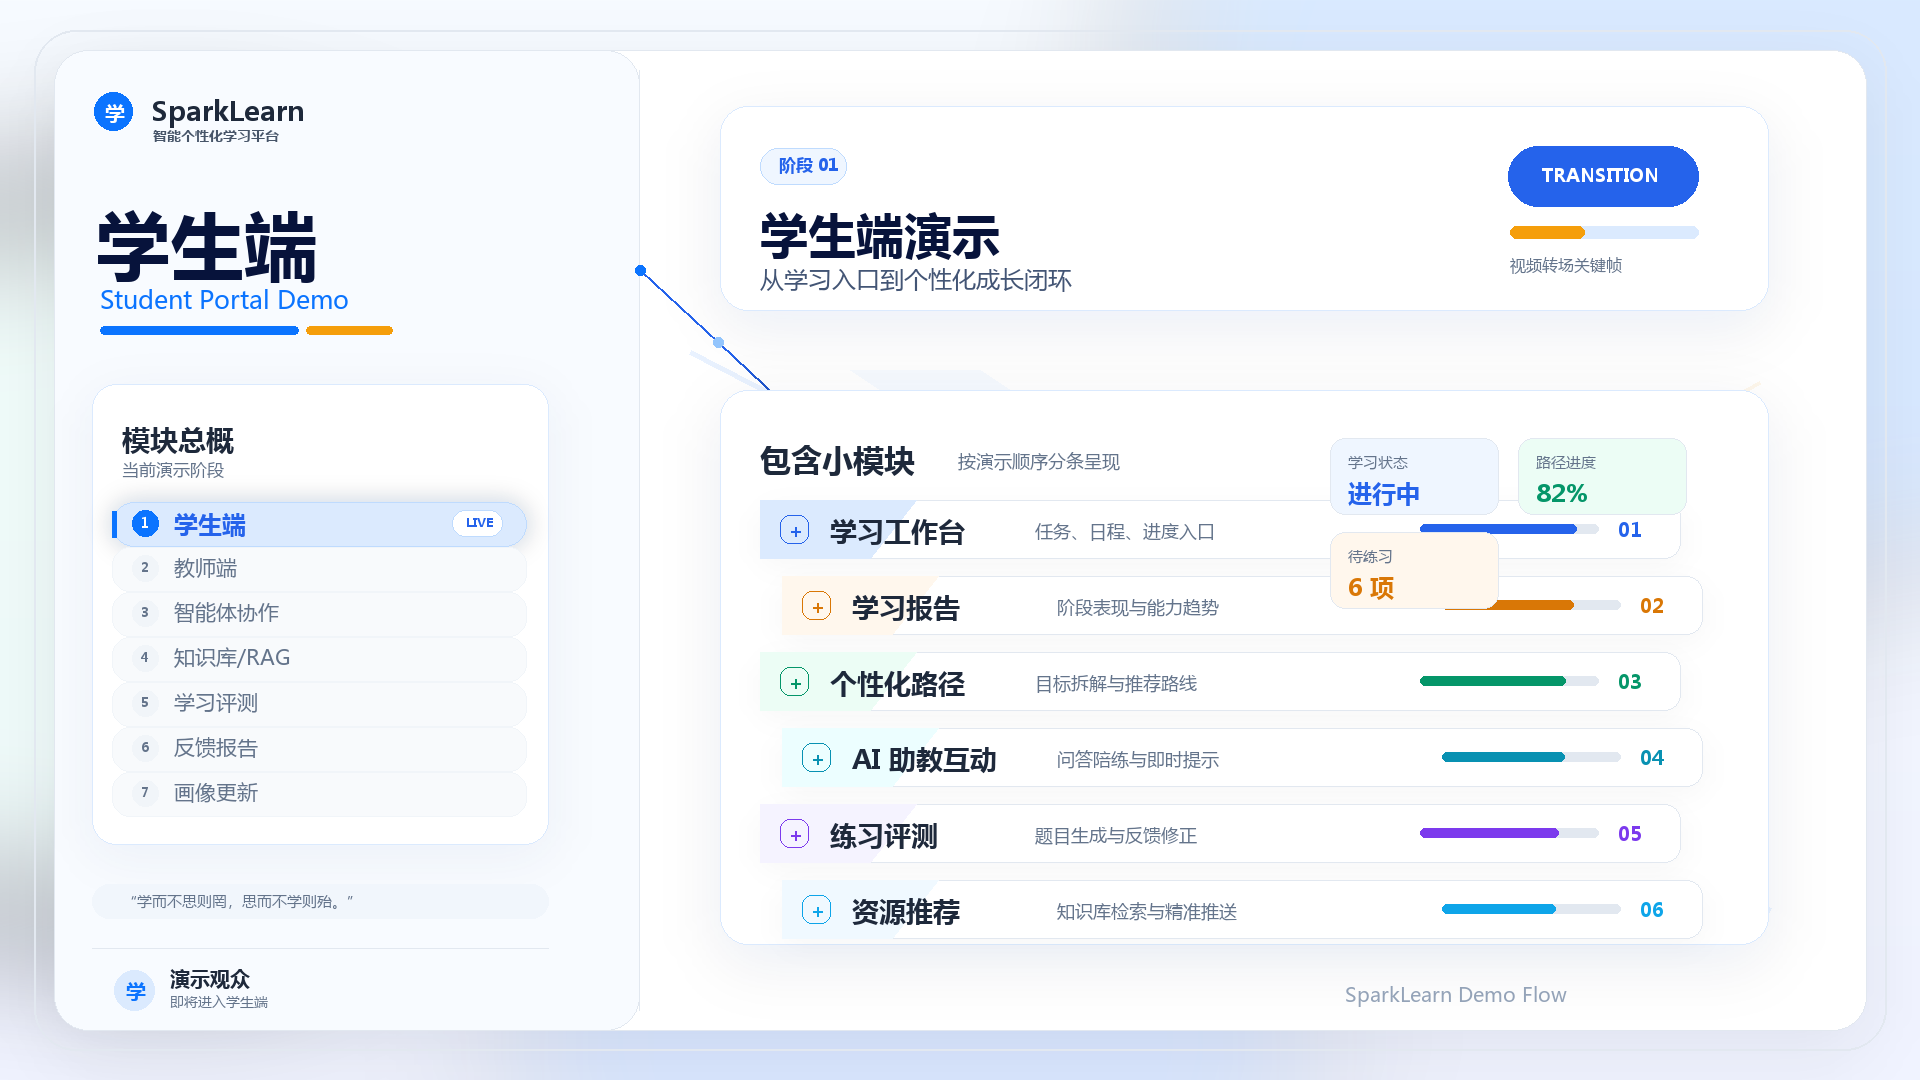 学 SparkLearn
智能个性化学习平台
学生端
Student Portal Demo
模块总概
当前演示阶段
1 学生端 LIVE
2 教师端
3 智能体协作
4 知识库/RAG
5 学习评测
6 反馈报告
7 画像更新
"学而不思则罔，思而不学则殆。"
学 演示观众
即将进入学生端
阶段 01
学生端演示
从学习入口到个性化成长闭环
TRANSITION
视频转场关键帧
包含小模块 按演示顺序分条呈现
学习状态
进行中
路径进度
82%
待练习
6 项
+ 学习工作台 任务、日程、进度入口 01
+ 学习报告 阶段表现与能力趋势 02
+ 个性化路径 目标拆解与推荐路线 03
+ AI 助教互动 问答陪练与即时提示 04
+ 练习评测 题目生成与反馈修正 05
+ 资源推荐 知识库检索与精准推送 06
SparkLearn Demo Flow